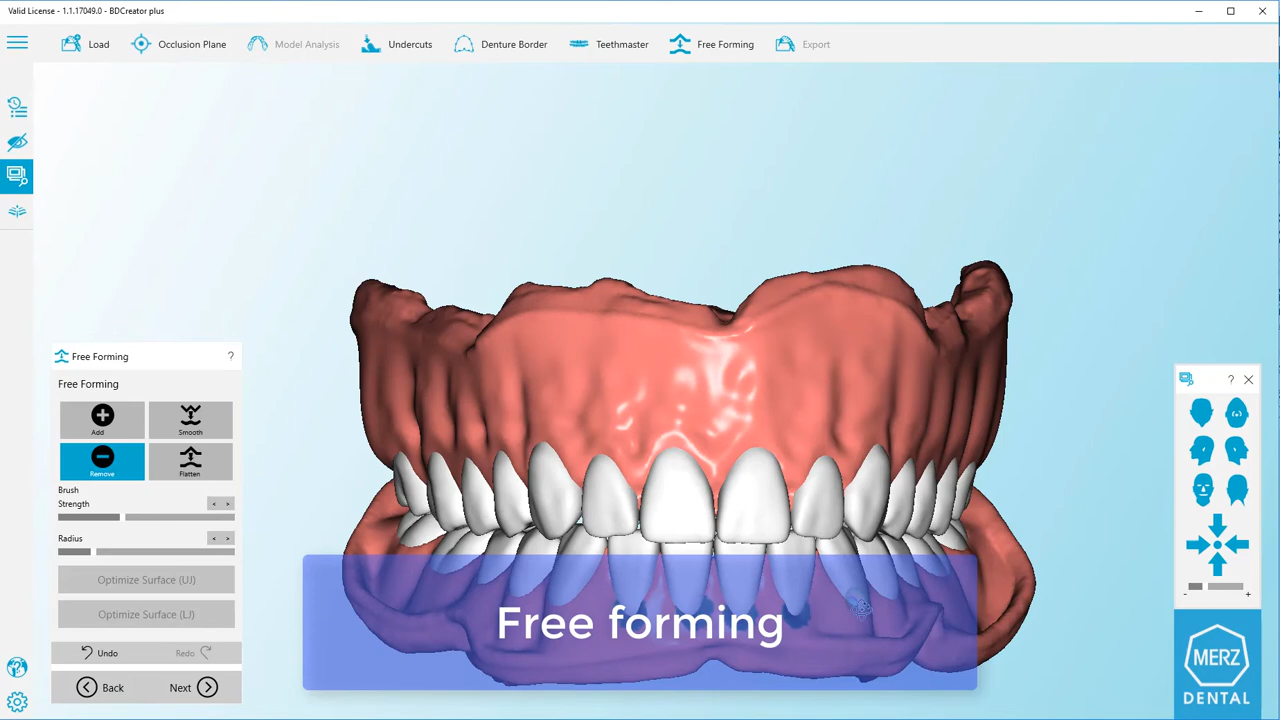 Valid License - 1.1.17049.0 - BDCreator plus
Load
Occlusion Plane
Model Analysis
Undercuts
Denture Border
Teethmaster
Free Forming
Export
Free Forming
?
Free Forming
Add
Smooth
Remove
Flatten
Brush
Strength
< >
Radius
< >
Optimize Surface (UJ)
Optimize Surface (LJ)
Undo
Redo
Back
Next
Free forming
?
- +
MERZ
DENTAL